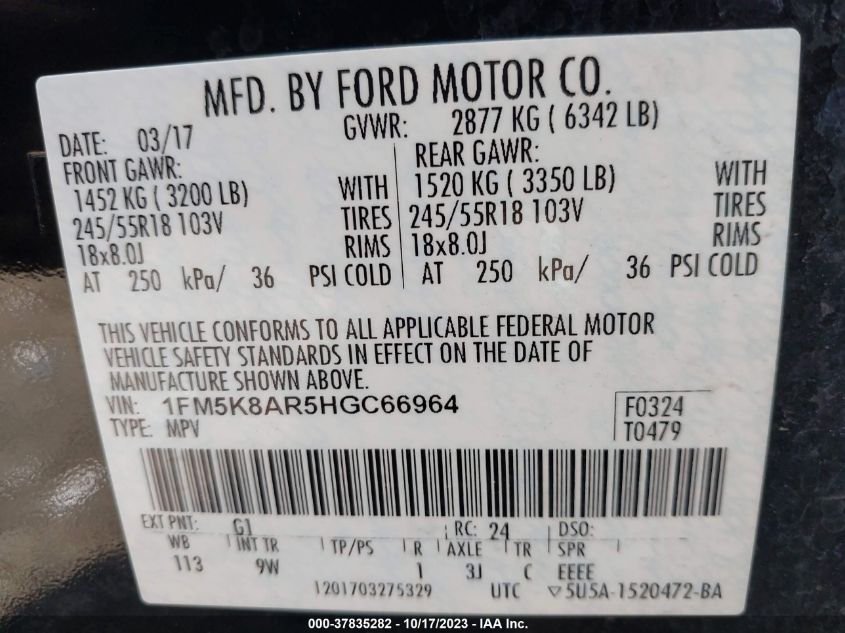 MFD. BY FORD MOTOR CO.
DATE: 03/17 GVWR: 2877 KG ( 6342 LB)
FRONT GAWR: REAR GAWR:
1452 KG ( 3200 LB) WITH 1520 KG ( 3350 LB) WITH
245/55R18 103V TIRES 245/55R18 103V TIRES
18x8.0J RIMS 18x8.0J RIMS
AT 250 kPa/ 36 PSI COLD AT 250 kPa/ 36 PSI COLD
THIS VEHICLE CONFORMS TO ALL APPLICABLE FEDERAL MOTOR
VEHICLE SAFETY STANDARDS IN EFFECT ON THE DATE OF
MANUFACTURE SHOWN ABOVE.
VIN: 1FM5K8AR5HGC66964 F0324
TYPE: MPV T0479
EXT PNT: G1 RC: 24 DSO:
WB INT TR TP/PS R AXLE TR SPR
113 9W 1 3J C EEEE
1201703275329 UTC ▽5U5A-1520472-BA
000-37835282 - 10/17/2023 - IAA Inc.